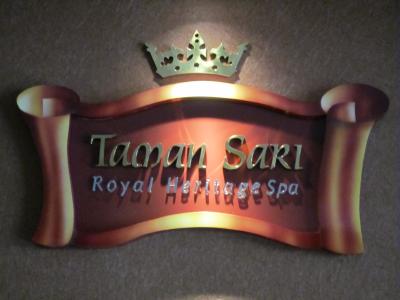 Taman Sari
Royal Heritage Spa